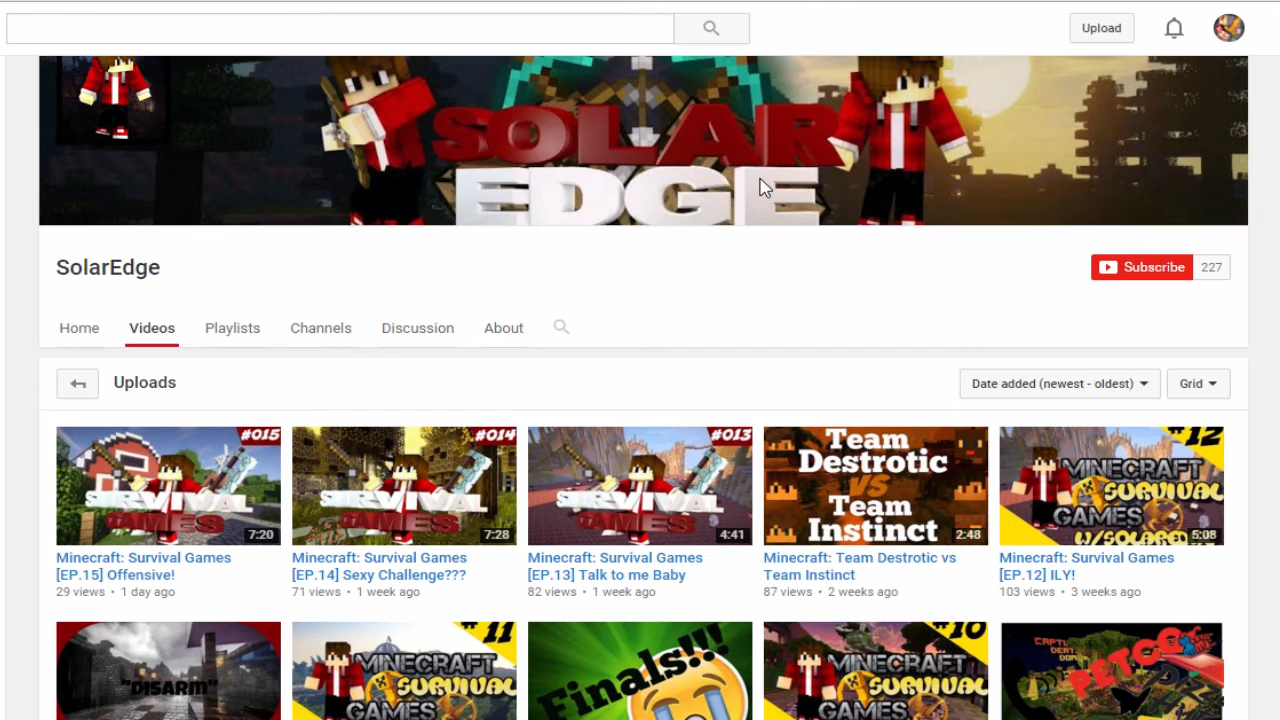 Upload
SOLAR
EDGE
SolarEdge
Subscribe 227
Home Videos Playlists Channels Discussion About
Uploads
Date added (newest - oldest) Grid
#015
SURVIVAL
GAMES
7:20
Minecraft: Survival Games
[EP.15] Offensive!
29 views • 1 day ago
#014
SURVIVAL
GAMES
7:28
Minecraft: Survival Games
[EP.14] Sexy Challenge???
71 views • 1 week ago
#013
SURVIVAL
GAMES
4:41
Minecraft: Survival Games
[EP.13] Talk to me Baby
82 views • 1 week ago
Team
Destrotic
VS
Team
Instinct
2:48
Minecraft: Team Destrotic vs
Team Instinct
87 views • 2 weeks ago
#12
MINECRAFT
SURVIVAL
GAMES
5:08
Minecraft: Survival Games
[EP.12] ILY!
103 views • 3 weeks ago
"DISARM"
#11
MINECRAFT
SURVIVAL
GAMES
Finals!!!
#10
MINECRAFT
SURVIVAL
GAMES